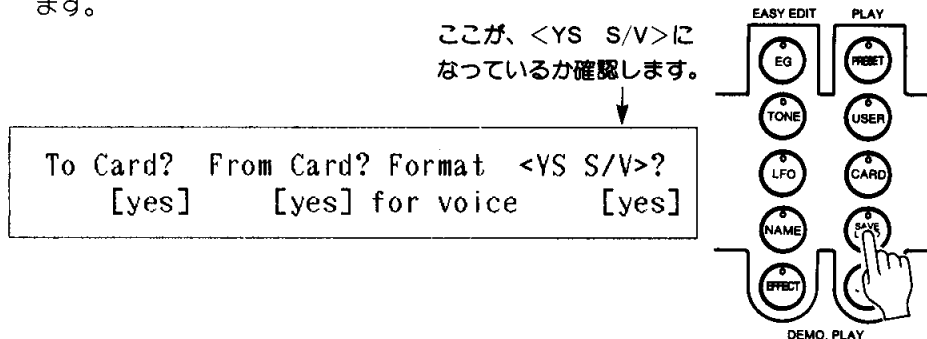 ます。
ここが、＜YS　S/V＞に
なっているか確認します。
To Card?  From Card? Format  <YS S/V>?
[yes]  [yes] for voice  [yes]
EASY EDIT
PLAY
EG
PRESET
TONE
USER
LFO
CARD
NAME
SAVE
EFFECT
DEMO. PLAY